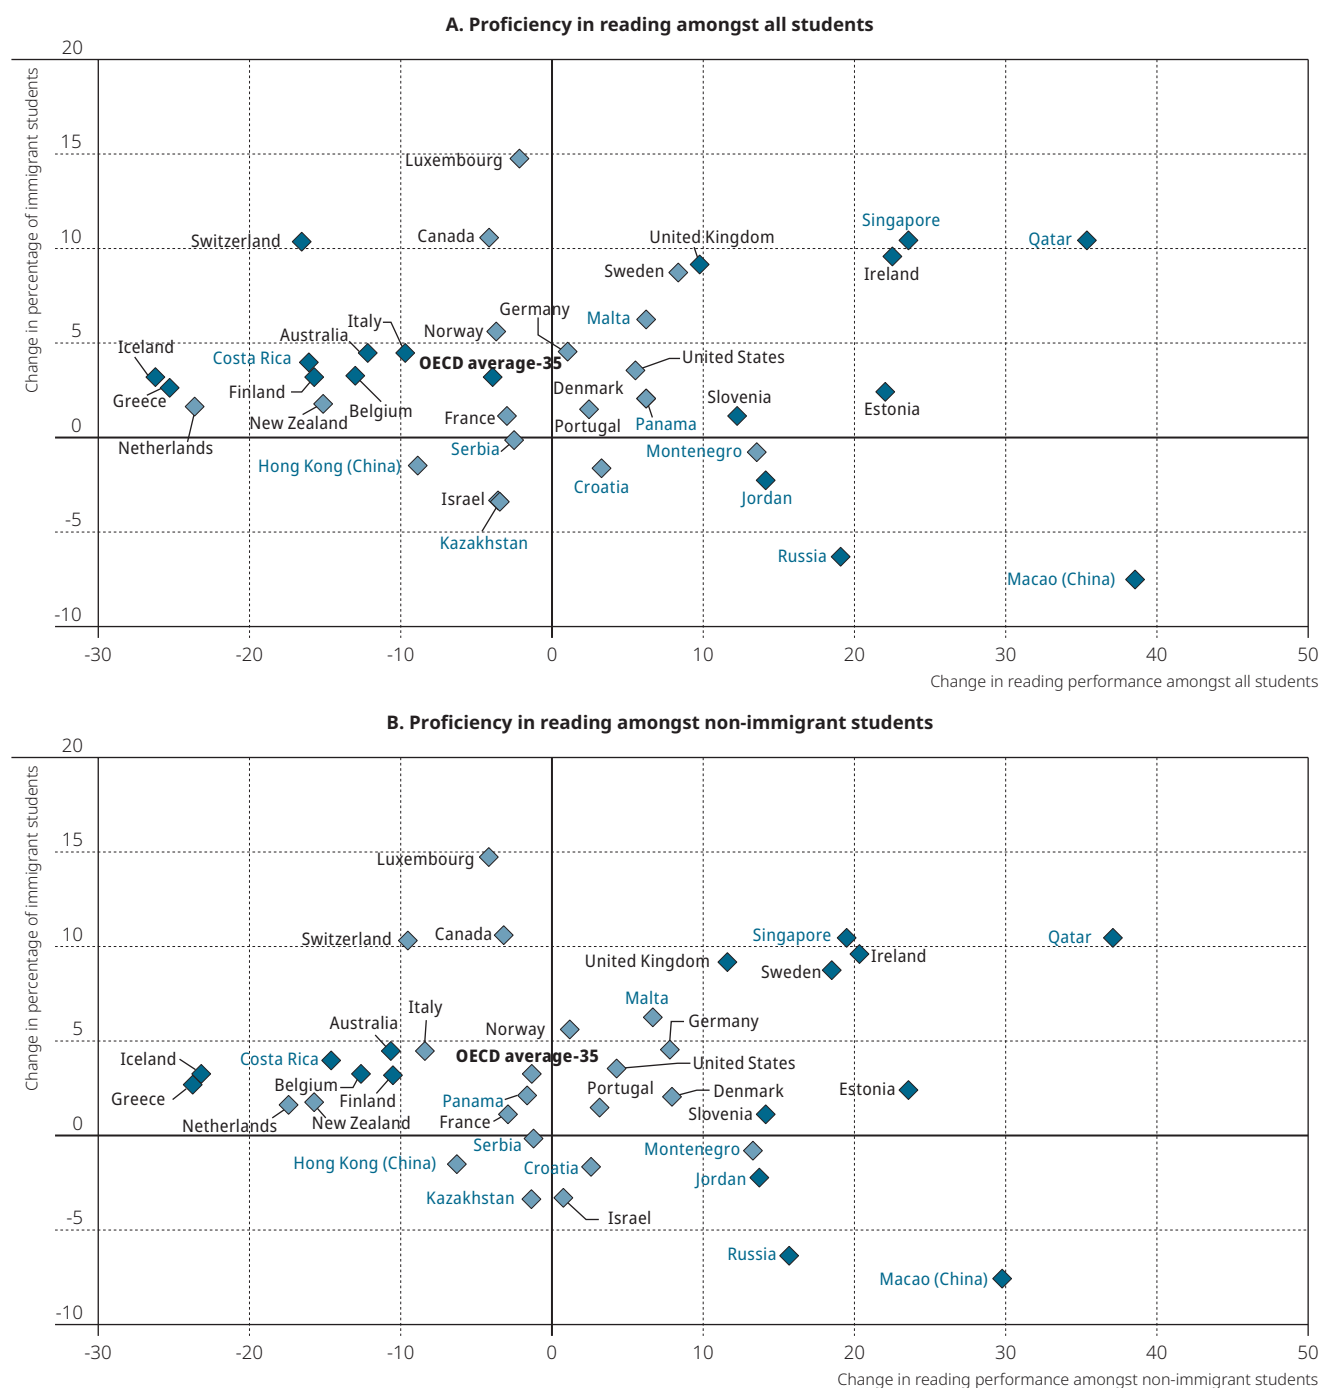 A. Proficiency in reading amongst all students
20
Change in percentage of immigrant students
15
Luxembourg
Singapore
10
Switzerland
Canada
United Kingdom
Qatar
Sweden
Ireland
Germany
Malta
Italy
5
Norway
Australia
Iceland
Costa Rica
OECD average-35
United States
Finland
Denmark
Slovenia
Greece
Belgium
Estonia
New Zealand
France
Portugal
Panama
0
Netherlands
Serbia
Montenegro
Hong Kong (China)
Croatia
Israel
Jordan
-5
Kazakhstan
Russia
Macao (China)
-10
-30 -20 -10 0 10 20 30 40 50
Change in reading performance amongst all students
B. Proficiency in reading amongst non-immigrant students
20
Change in percentage of immigrant students
15
Luxembourg
10
Switzerland
Canada
Singapore
Qatar
United Kingdom
Ireland
Sweden
Malta
Italy
5
Australia
Norway
Germany
Iceland
Costa Rica
OECD average-35
United States
Belgium
Portugal
Denmark
Estonia
Greece
Finland
Panama
Slovenia
0
Netherlands
New Zealand
France
Serbia
Montenegro
Hong Kong (China)
Croatia
Jordan
Kazakhstan
-5
Israel
Russia
Macao (China)
-10
-30 -20 -10 0 10 20 30 40 50
Change in reading performance amongst non-immigrant students